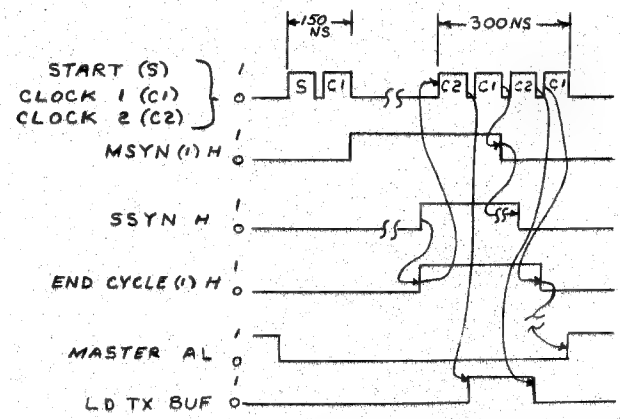 150 NS
300NS
START (S)
CLOCK 1 (C1)
CLOCK 2 (C2)
1
0
S C1 C2 C1 C2 C1
MSYN (1) H
1
0
SSYN H
1
0
END CYCLE (1) H
1
0
MASTER AL
1
0
LD TX BUF
1
0